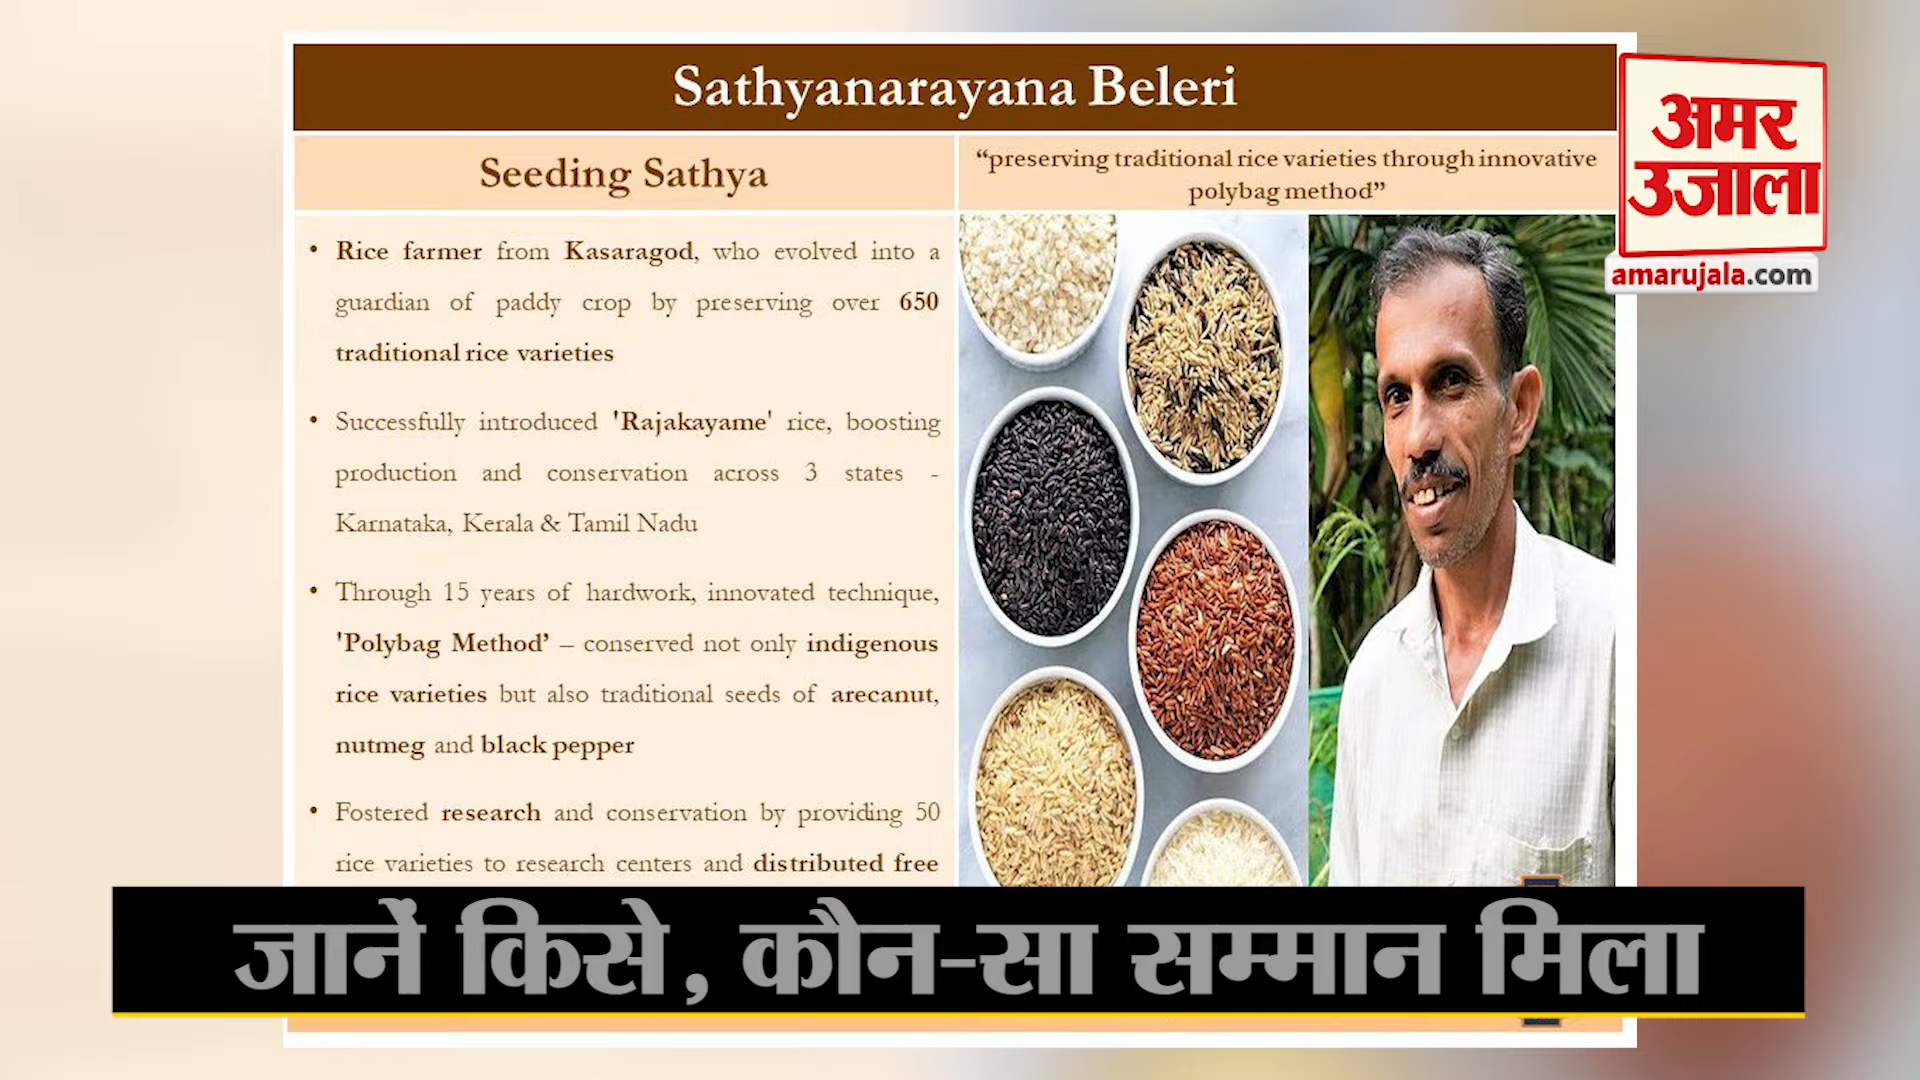 Sathyanarayana Beleri
अमर
उजाला
amarujala.com
Seeding Sathya
“preserving traditional rice varieties through innovative
polybag method”
• Rice farmer from Kasaragod, who evolved into a
guardian of paddy crop by preserving over 650
traditional rice varieties
• Successfully introduced 'Rajakayame' rice, boosting
production and conservation across 3 states -
Karnataka, Kerala & Tamil Nadu
• Through 15 years of hardwork, innovated technique,
'Polybag Method’ – conserved not only indigenous
rice varieties but also traditional seeds of arecanut,
nutmeg and black pepper
• Fostered research and conservation by providing 50
rice varieties to research centers and distributed free
जानें किसे, कौन-सा सम्मान मिला